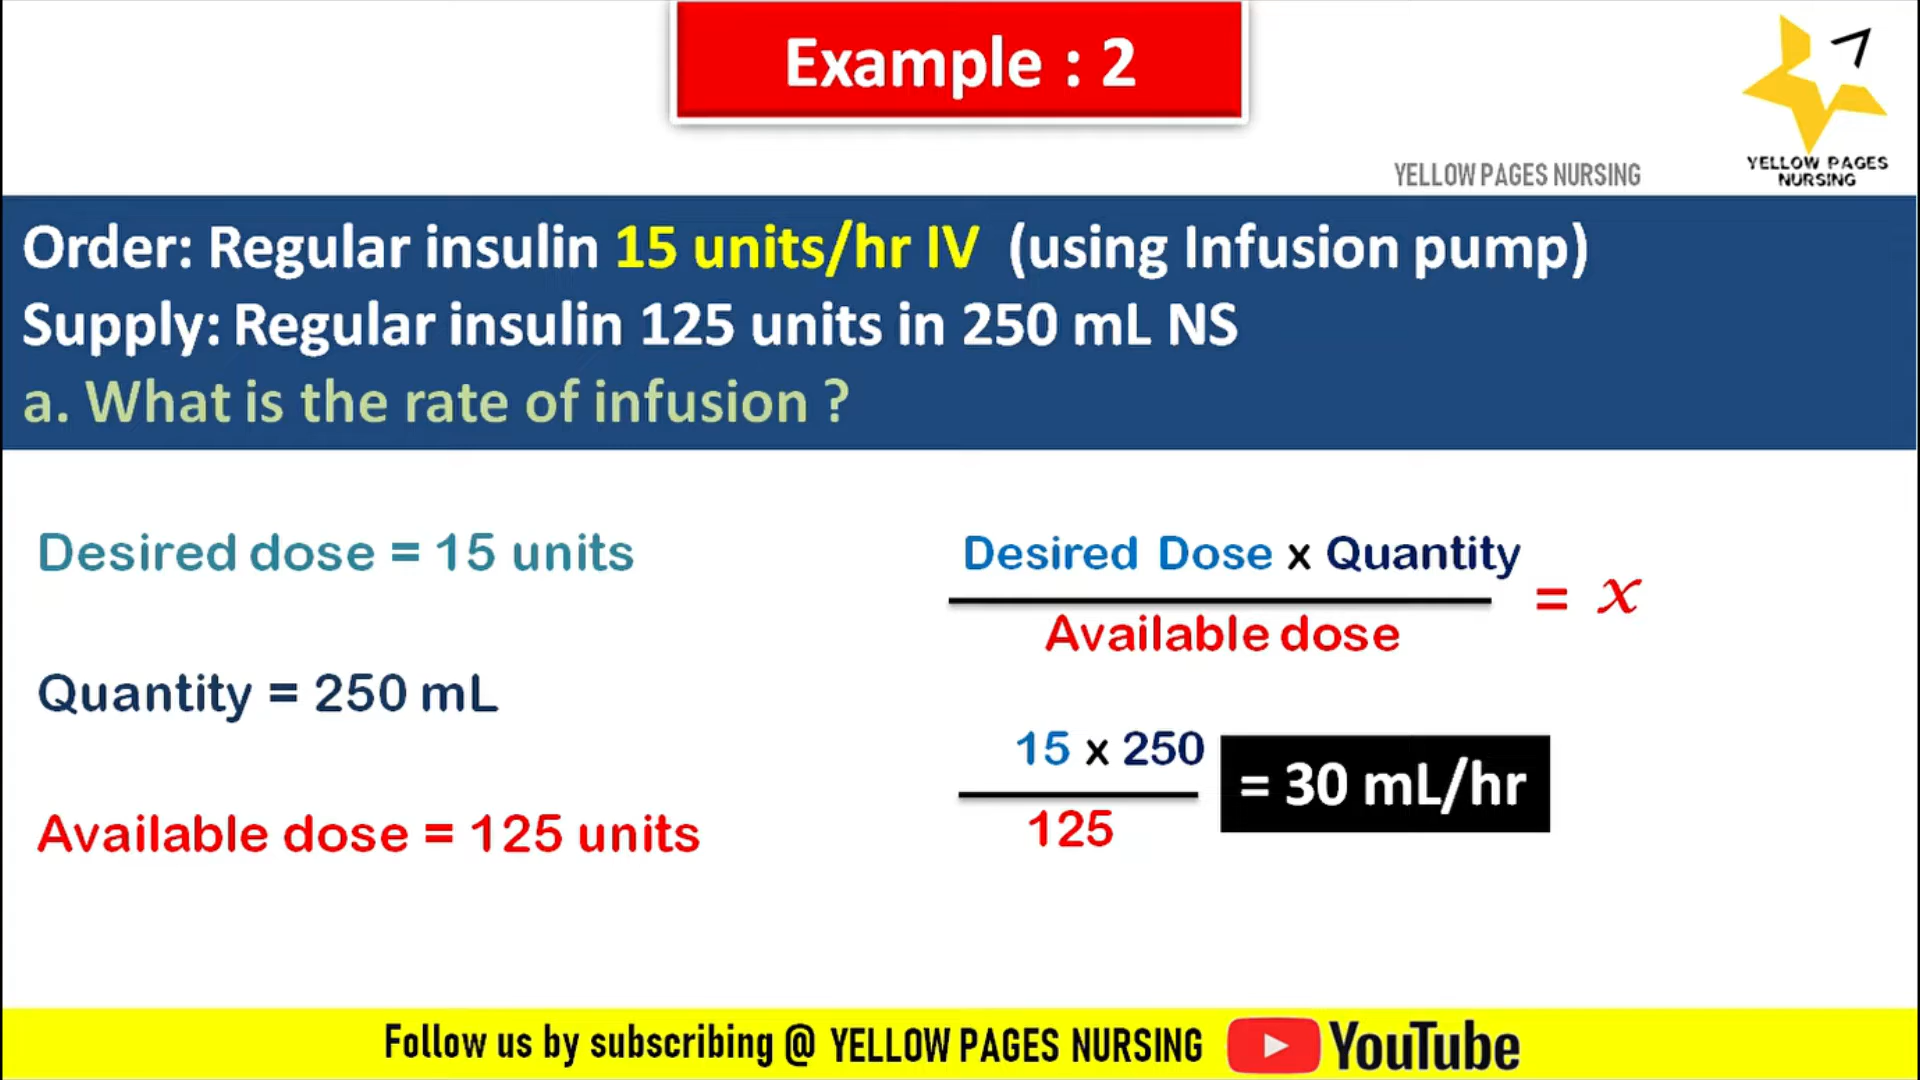 Example : 2
YELLOW PAGES NURSING
YELLOW PAGES
NURSING
Order: Regular insulin 15 units/hr IV (using Infusion pump)
Supply: Regular insulin 125 units in 250 mL NS
a. What is the rate of infusion ?
Desired dose = 15 units
Quantity = 250 mL
Available dose = 125 units
Desired Dose x Quantity
= x
Available dose
15 x 250
= 30 mL/hr
125
Follow us by subscribing @ YELLOW PAGES NURSING YouTube